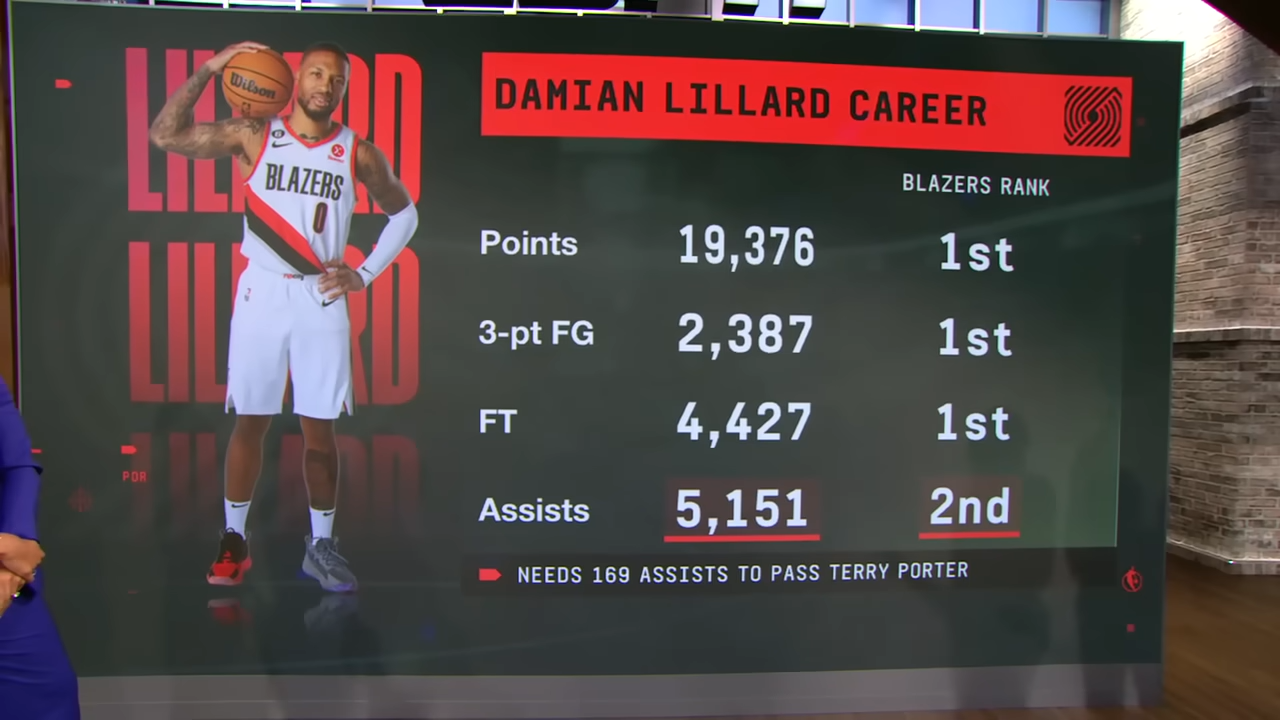 LILLARD
Wilson
BLAZERS
0
LILLARD
LILLARD
POR
DAMIAN LILLARD CAREER
BLAZERS RANK
Points 19,376 1st
3-pt FG 2,387 1st
FT 4,427 1st
Assists 5,151 2nd
NEEDS 169 ASSISTS TO PASS TERRY PORTER